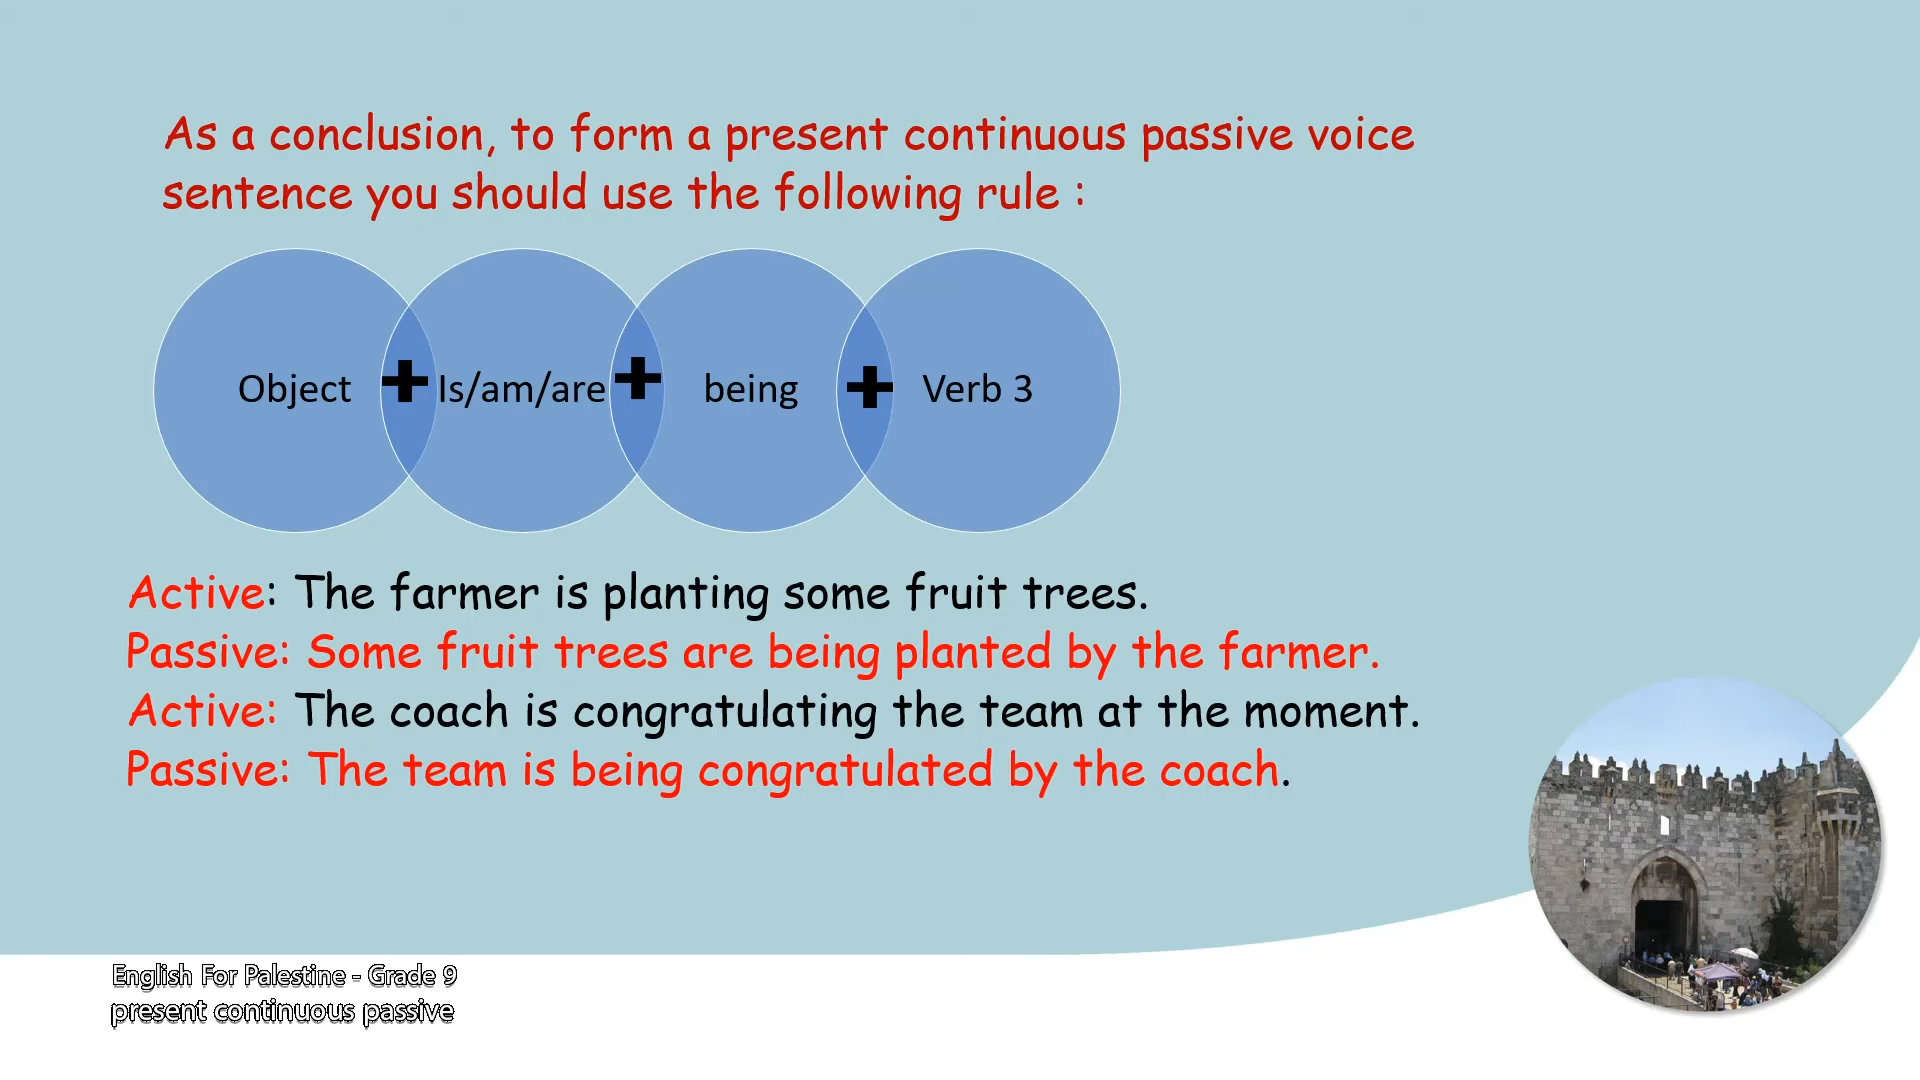 As a conclusion, to form a present continuous passive voice
sentence you should use the following rule :
Object + Is/am/are + being + Verb 3
Active: The farmer is planting some fruit trees.
Passive: Some fruit trees are being planted by the farmer.
Active: The coach is congratulating the team at the moment.
Passive: The team is being congratulated by the coach.
English For Palestine - Grade 9
present continuous passive